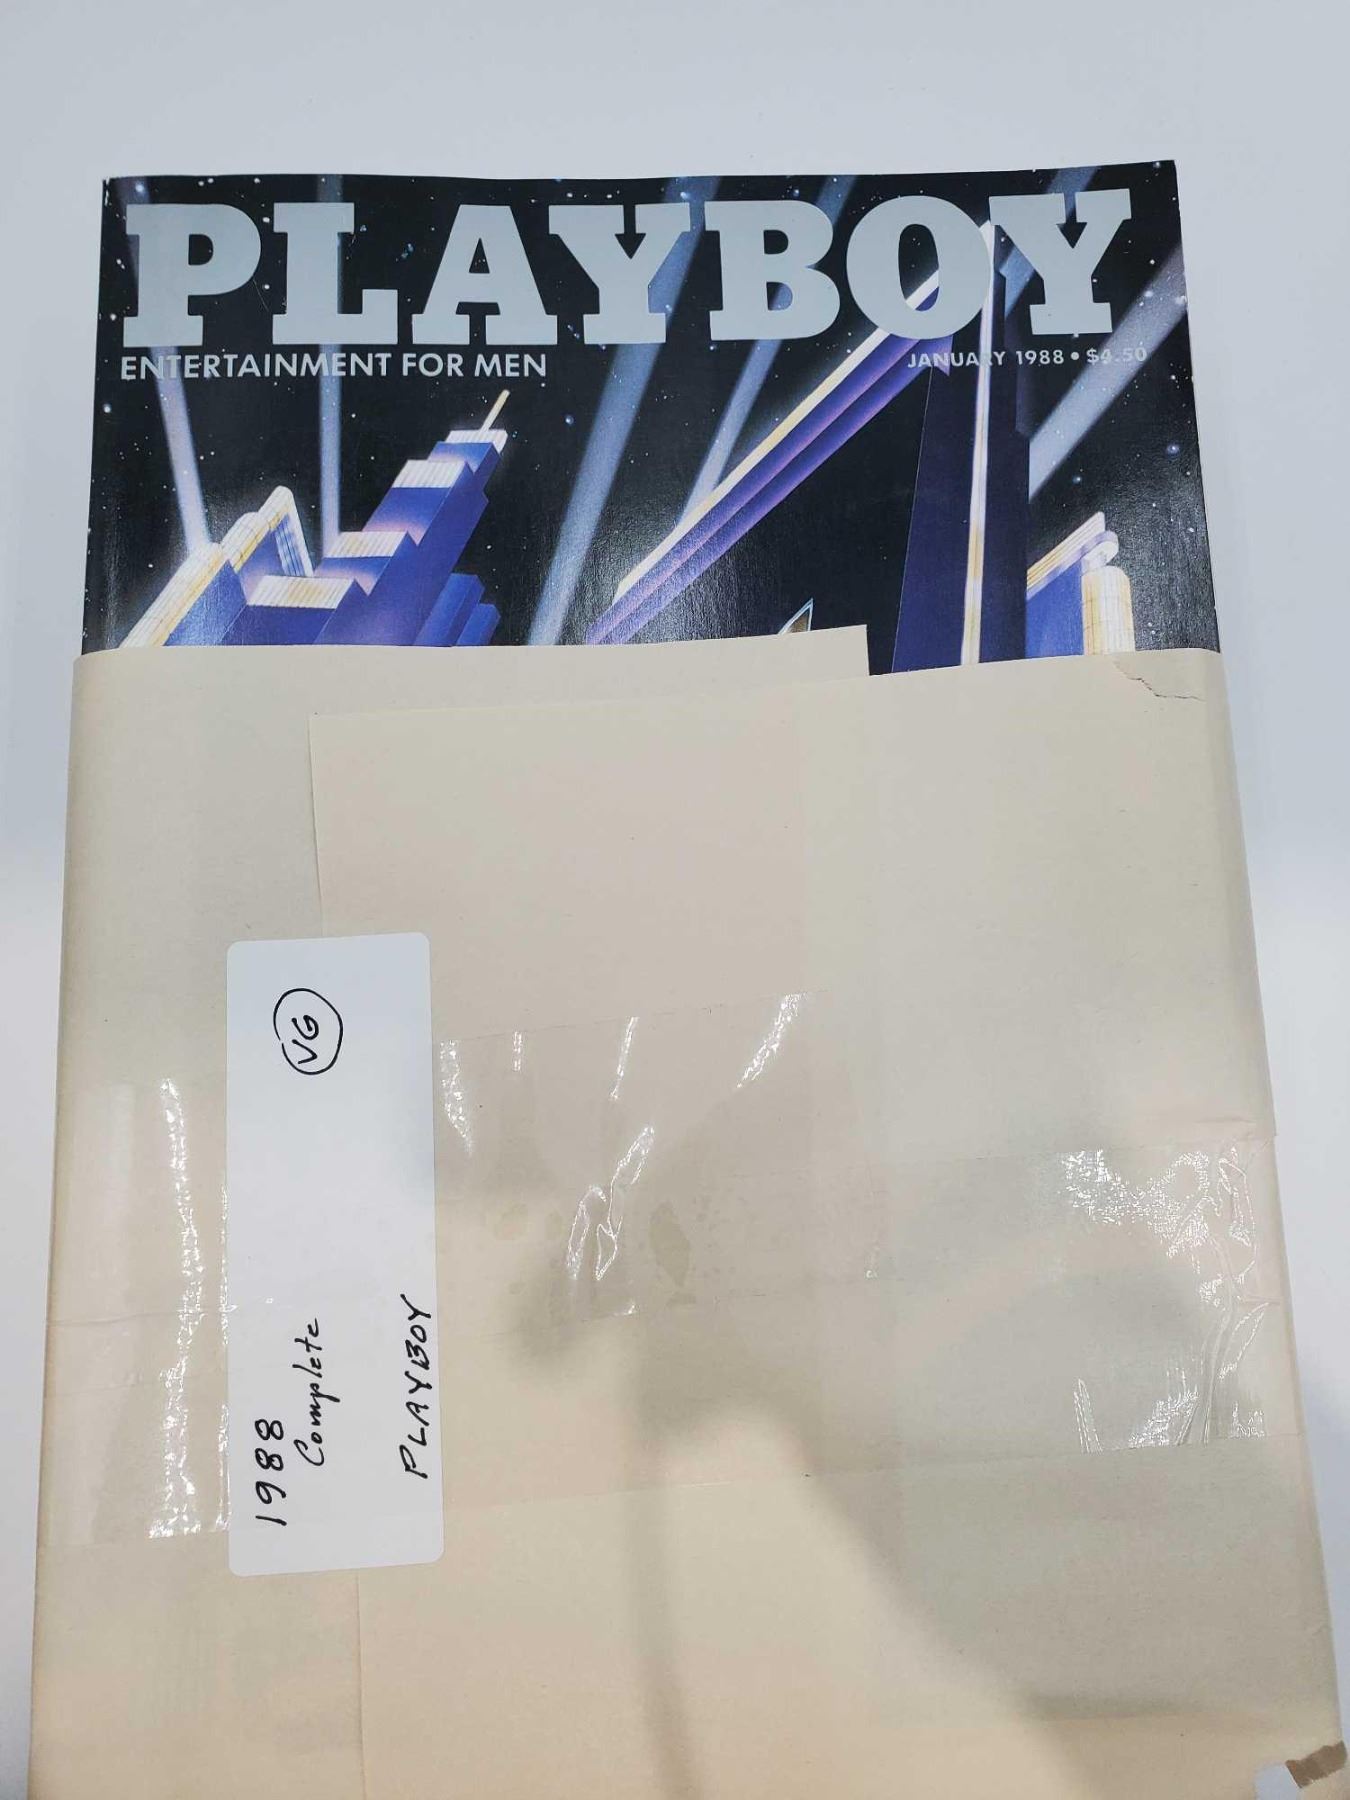 PLAYBOY
ENTERTAINMENT FOR MEN
JANUARY 1988 • $4.50
VG
1988
Complete
PLAYBOY